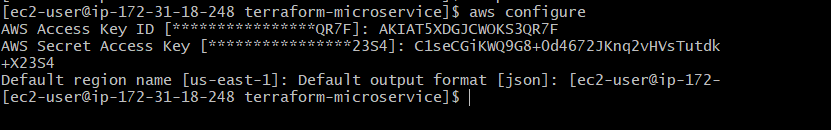 [ec2-user@ip-172-31-18-248 terraform-microservice]$ aws configure
AWS Access Key ID [****************QR7F]: AKIAT5XDGJCWOKS3QR7F
AWS Secret Access Key [****************23S4]: C1seCGiKWQ9G8+Od4672JKnq2vHVsTutdk
+X23S4
Default region name [us-east-1]: Default output format [json]: [ec2-user@ip-172-
[ec2-user@ip-172-31-18-248 terraform-microservice]$